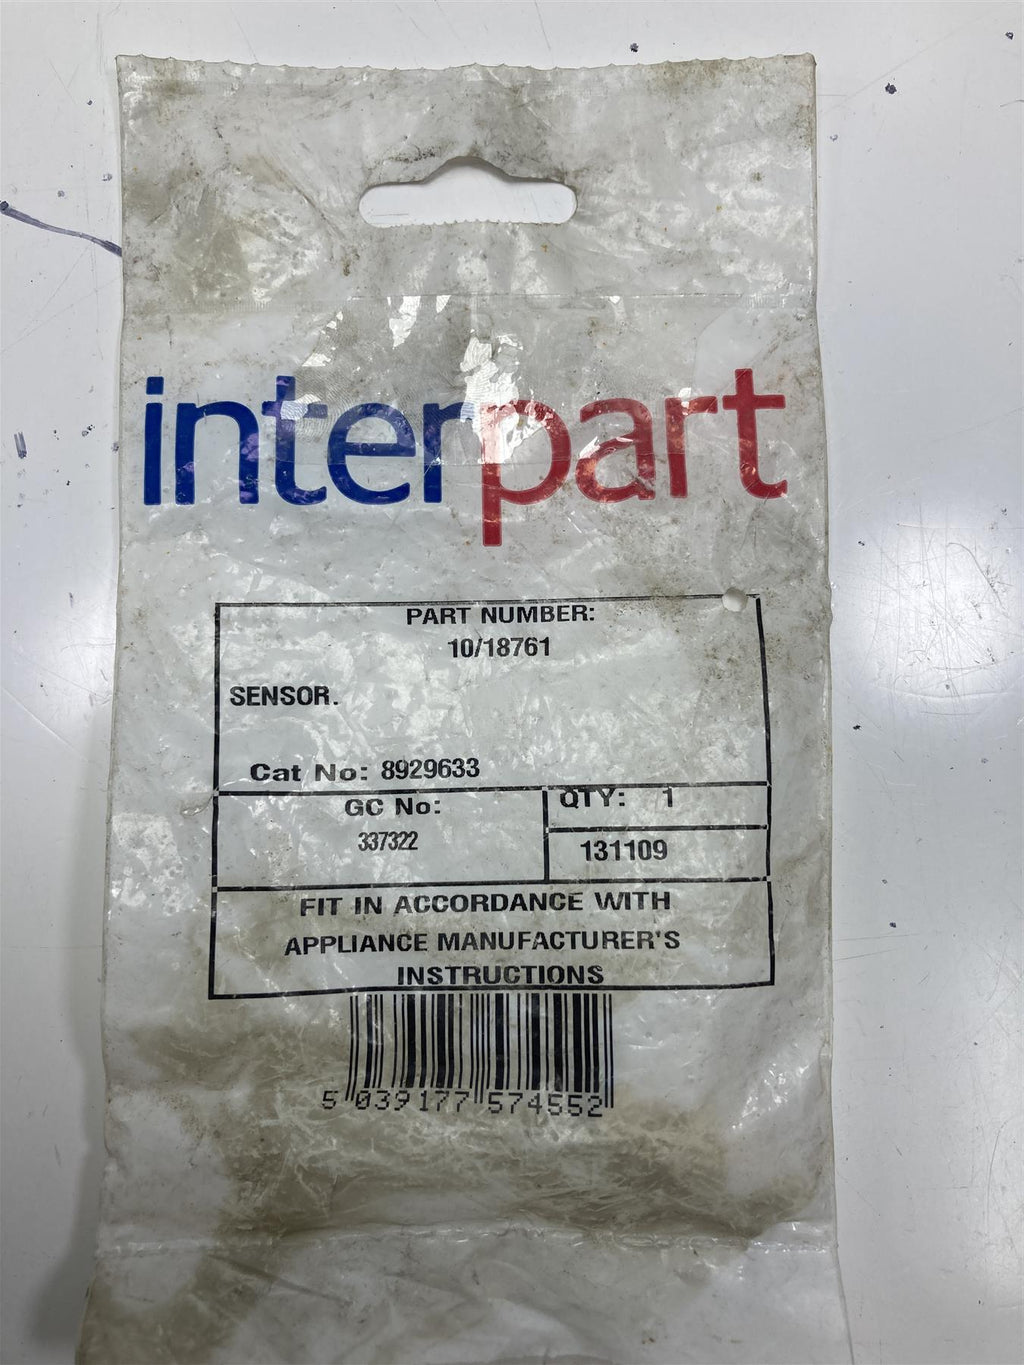 interpart
PART NUMBER:
10/18761
SENSOR.
Cat No: 8929633
GC No:
337322
QTY: 1
131109
FIT IN ACCORDANCE WITH
APPLIANCE MANUFACTURER'S
INSTRUCTIONS
5 039177 574552